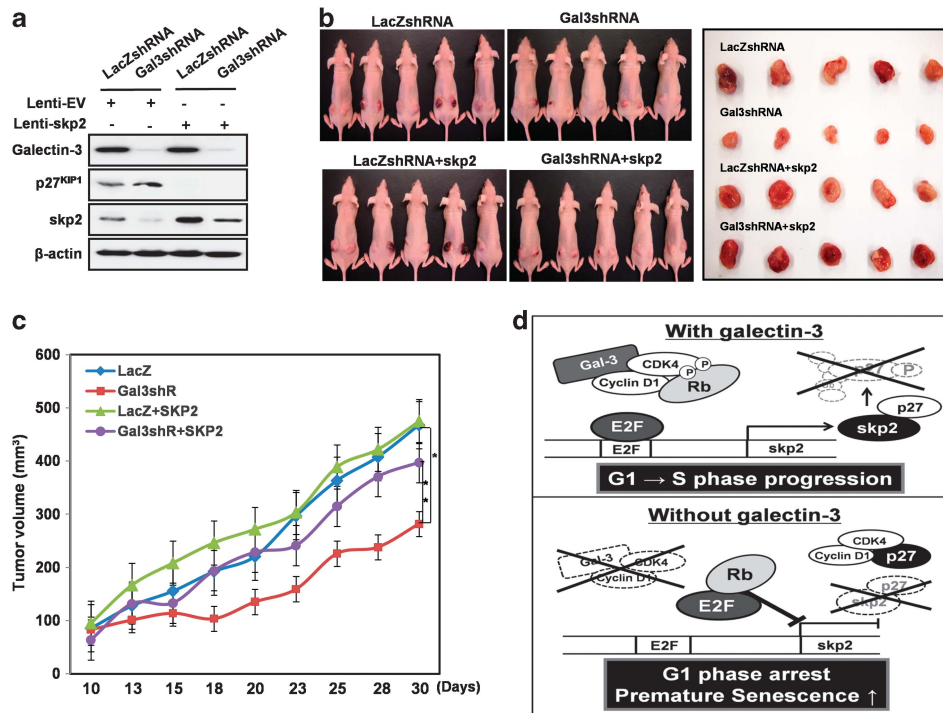 a
LacZshRNA
Gal3shRNA
LacZshRNA
Gal3shRNA
Lenti-EV + + - -
Lenti-skp2 - - + +
Galectin-3
p27KIP1
skp2
β-actin
b
LacZshRNA
Gal3shRNA
LacZshRNA+skp2
Gal3shRNA+skp2
LacZshRNA
Gal3shRNA
LacZshRNA+skp2
Gal3shRNA+skp2
c
Tumor volume (mm³)
600
500
400
300
200
100
0
LacZ
Gal3shR
LacZ+SKP2
Gal3shR+SKP2
*
*
*
10 13 15 18 20 23 25 28 30 (Days)
d
With galectin-3
Gal-3
CDK4
P
P
Cyclin D1
Rb
p27
P
p27
skp2
E2F
E2F
skp2
G1 → S phase progression
Without galectin-3
Gal-3
CDK4
Cyclin D1
Rb
E2F
CDK4
Cyclin D1
p27
p27
skp2
E2F
skp2
G1 phase arrest
Premature Senescence ↑